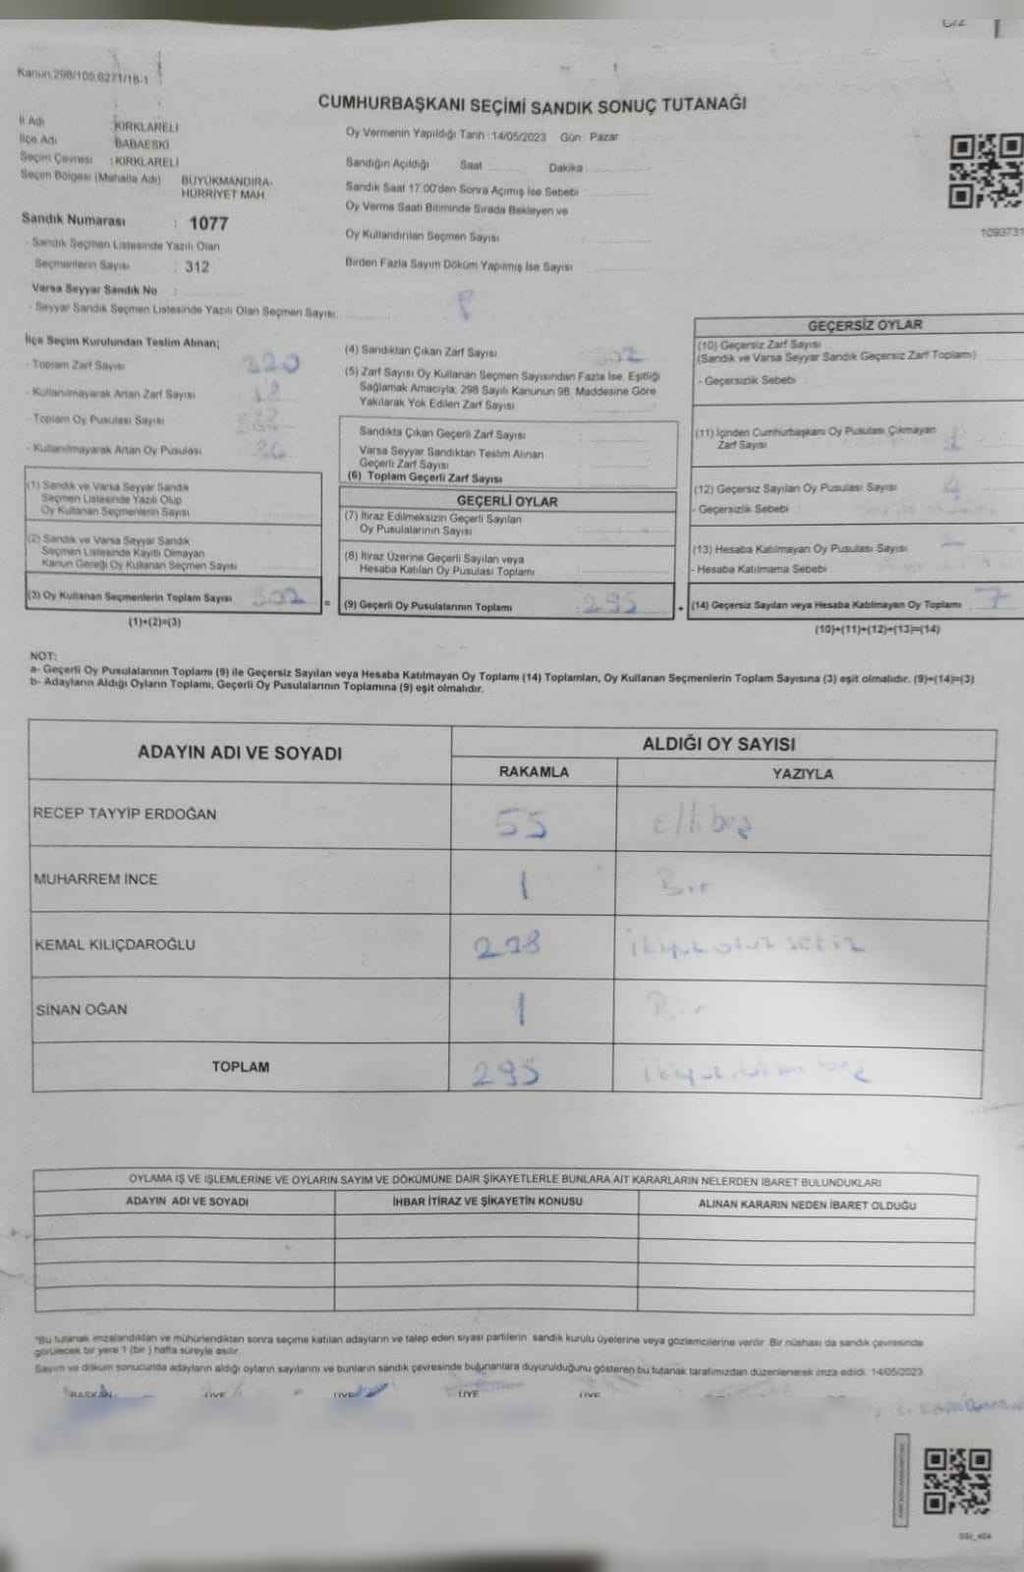 Kanun:298/105,6271/18-1
CUMHURBAŞKANI SEÇİMİ SANDIK SONUÇ TUTANAĞI
İl Adı : KIRKLARELİ
İlçe Adı : BABAESKİ
Seçim Çevresi : KIRKLARELİ
Seçim Bölgesi (Mahalle Adı) BÜYÜKMANDIRA-
HÜRRİYET MAH.
Sandık Numarası : 1077
- Sandık Seçmen Listesinde Yazılı Olan
Seçmenlerin Sayısı : 312
Varsa Seyyar Sandık No :
- Seyyar Sandık Seçmen Listesinde Yazılı Olan Seçmen Sayısı:
Oy Vermenin Yapıldığı Tarih :14/05/2023 Gün : Pazar
Sandığın Açıldığı Saat Dakika
Sandık Saat 17.00'den Sonra Açımış İse Sebebi
Oy Verme Saati Bitiminde Sırada Bekleyen ve
Oy Kullandırılan Seçmen Sayısı
Birden Fazla Sayım Döküm Yapılmış İse Sayısı
1093731
İlçe Seçim Kurulundan Teslim Alınan;
- Toplam Zarf Sayısı 320
- Kullanılmayarak Artan Zarf Sayısı 18
- Toplam Oy Pusulası Sayısı
- Kullanılmayarak Artan Oy Pusulası
(1) Sandık ve Varsa Seyyar Sandık
Seçmen Listesinde Yazılı Olup
Oy Kullanan Seçmenlerin Sayısı
(2) Sandık ve Varsa Seyyar Sandık
Seçmen Listesinde Kayıtlı Olmayan
Kanun Gereği Oy Kullanan Seçmen Sayısı
(3) Oy Kullanan Seçmenlerin Toplam Sayısı 302
(1)+(2)=(3)
(4) Sandıktan Çıkan Zarf Sayısı 302
(5) Zarf Sayısı Oy Kullanan Seçmen Sayısından Fazla İse, Eşitliği
Sağlamak Amacıyla; 298 Sayılı Kanunun 98. Maddesine Göre
Yakılarak Yok Edilen Zarf Sayısı
Sandıkta Çıkan Geçerli Zarf Sayısı
Varsa Seyyar Sandıktan Teslim Alınan
Geçerli Zarf Sayısı
(6) Toplam Geçerli Zarf Sayısı
GEÇERLİ OYLAR
(7) İtiraz Edilmeksizin Geçerli Sayılan
Oy Pusulalarının Sayısı
(8) İtiraz Üzerine Geçerli Sayılan veya
Hesaba Katılan Oy Pusulası Toplamı
= (9) Geçerli Oy Pusulalarının Toplamı 295
GEÇERSİZ OYLAR
(10) Geçersiz Zarf Sayısı
(Sandık ve Varsa Seyyar Sandık Geçersiz Zarf Toplamı)
- Geçersizlik Sebebi
(11) İçinden Cumhurbaşkanı Oy Pusulası Çıkmayan
Zarf Sayısı
(12) Geçersiz Sayılan Oy Pusulası Sayısı
- Geçersizlik Sebebi
(13) Hesaba Katılmayan Oy Pusulası Sayısı
- Hesaba Katılmama Sebebi
+ (14) Geçersiz Sayılan veya Hesaba Katılmayan Oy Toplamı 7
(10)+(11)+(12)+(13)=(14)
NOT:
a- Geçerli Oy Pusulalarının Toplamı (9) ile Geçersiz Sayılan veya Hesaba Katılmayan Oy Toplamı (14) Toplamları, Oy Kullanan Seçmenlerin Toplam Sayısına (3) eşit olmalıdır. (9)+(14)=(3)
b- Adayların Aldığı Oyların Toplamı, Geçerli Oy Pusulalarının Toplamına (9) eşit olmalıdır.
ADAYIN ADI VE SOYADI
ALDIĞI OY SAYISI
RAKAMLA YAZIYLA
RECEP TAYYİP ERDOĞAN 55 elli beş
MUHARREM İNCE 1 Bir
KEMAL KILIÇDAROĞLU 238 ikiyüz otuz sekiz
SİNAN OĞAN 1 Bir
TOPLAM 295
OYLAMA İŞ VE İŞLEMLERİNE VE OYLARIN SAYIM VE DÖKÜMÜNE DAİR ŞİKAYETLERLE BUNLARA AİT KARARLARIN NELERDEN İBARET BULUNDUKLARI
ADAYIN ADI VE SOYADI İHBAR İTİRAZ VE ŞİKAYETİN KONUSU ALINAN KARARIN NEDEN İBARET OLDUĞU
*Bu tutanak imzalandıktan ve mühürlendikten sonra seçime katılan adayların ve talep eden siyasi partilerin sandık kurulu üyelerine veya gözlemcilerine verilir. Bir nüshası da sandık çevresinde
görülecek bir yere 1 (bir ) hafta süreyle asılır.
Sayım ve döküm sonucunda adayların aldığı oyların sayılarını ve bunların sandık çevresinde bulunanlara duyurulduğunu gösteren bu tutanak tarafımızdan düzenlenerek imza edildi. 14/05/2023
BAŞKAN ÜYE ÜYE ÜYE ÜYE